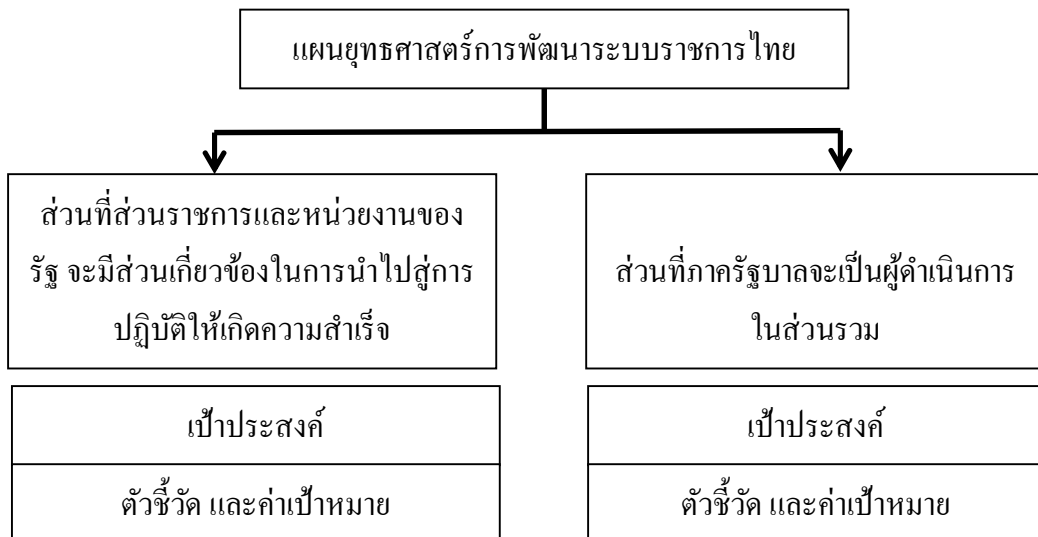 แผนยุทธศาสตร์การพัฒนาระบบราชการไทย
ส่วนที่ส่วนราชการและหน่วยงานของ
รัฐ จะมีส่วนเกี่ยวข้องในการนำไปสู่การ
ปฏิบัติให้เกิดความสำเร็จ
ส่วนที่ภาครัฐบาลจะเป็นผู้ดำเนินการ
ในส่วนรวม
เป้าประสงค์
ตัวชี้วัด และค่าเป้าหมาย
เป้าประสงค์
ตัวชี้วัด และค่าเป้าหมาย